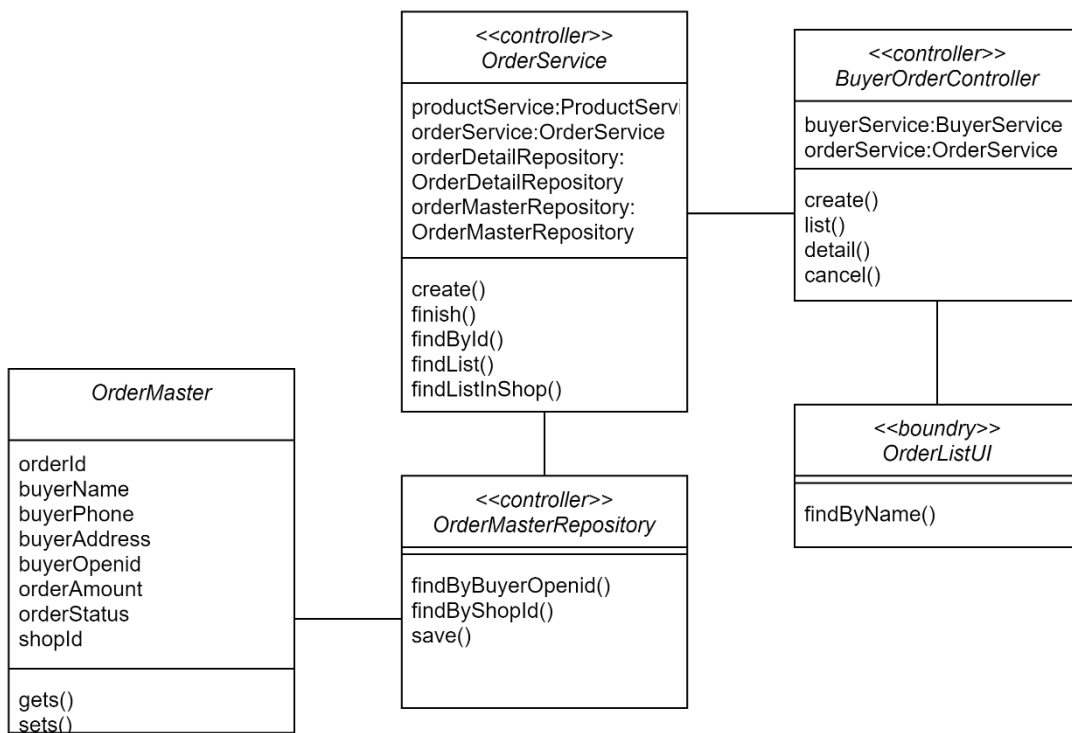 <<controller>>
OrderService
productService:ProductServi
orderService:OrderService
orderDetailRepository:
OrderDetailRepository
orderMasterRepository:
OrderMasterRepository
create()
finish()
findById()
findList()
findListInShop()
<<controller>>
BuyerOrderController
buyerService:BuyerService
orderService:OrderService
create()
list()
detail()
cancel()
OrderMaster
orderId
buyerName
buyerPhone
buyerAddress
buyerOpenid
orderAmount
orderStatus
shopId
gets()
sets()
<<controller>>
OrderMasterRepository
findByBuyerOpenid()
findByShopId()
save()
<<boundry>>
OrderListUI
findByName()